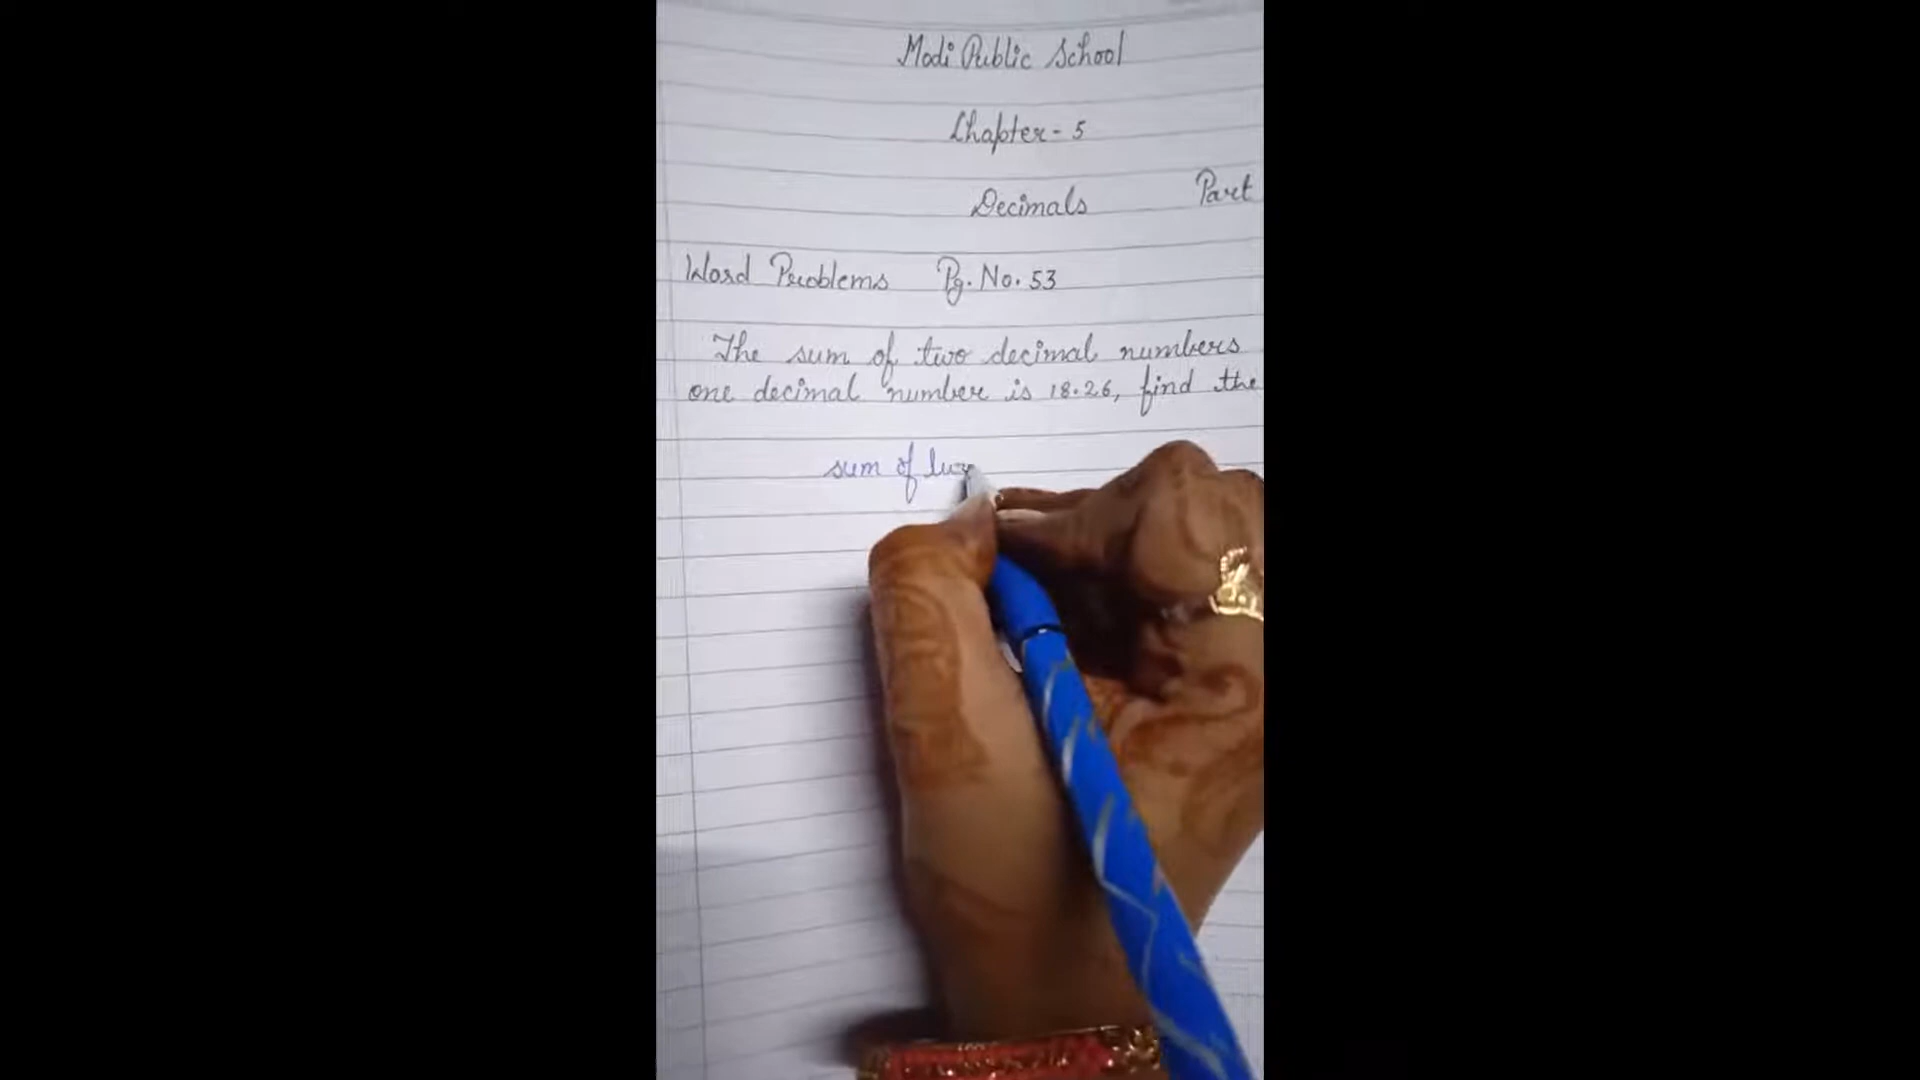 Modi Public School
Chapter - 5
Decimals
Part
Word Problems Pg. No. 53
The sum of two decimal numbers
one decimal number is 18.26, find the
sum of